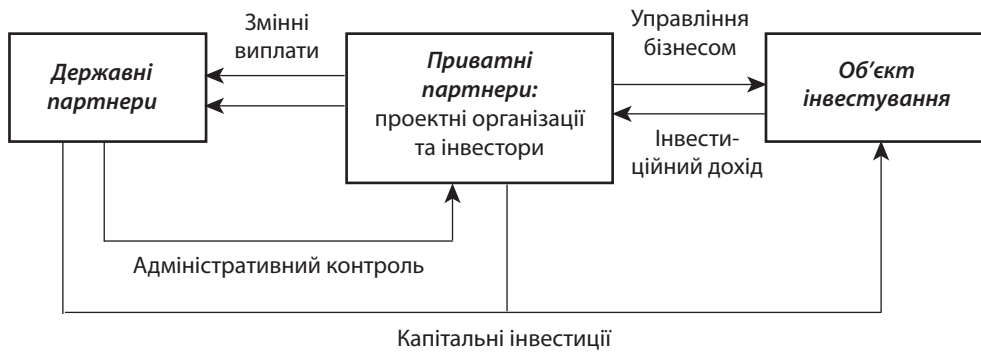 Змінні
виплати
Управління
бізнесом
Державні
партнери
Приватні
партнери:
проектні організації
та інвестори
Об’єкт
інвестування
Інвести-
ційний дохід
Адміністративний контроль
Капітальні інвестиції